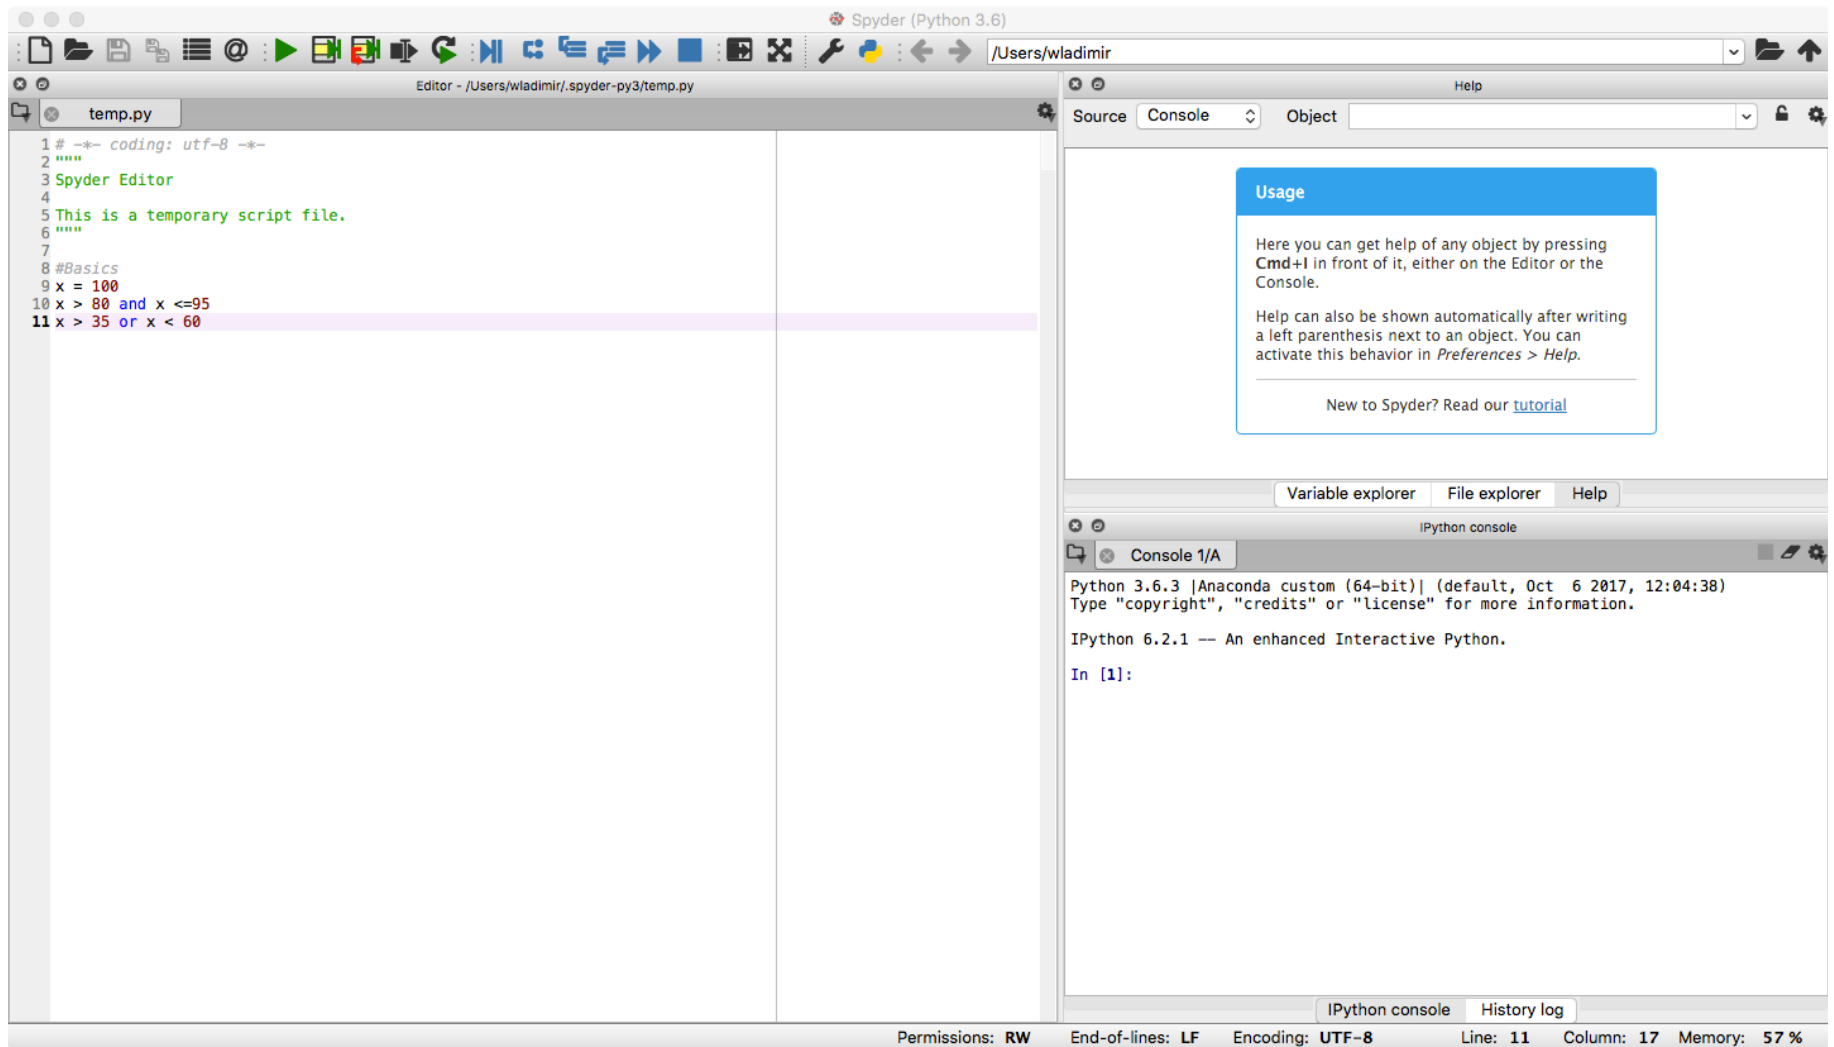 Spyder (Python 3.6)
/Users/wladimir
Editor - /Users/wladimir/.spyder-py3/temp.py
temp.py
1 # -*- coding: utf-8 -*-
2 """
3 Spyder Editor
4
5 This is a temporary script file.
6 """
7
8 #Basics
9 x = 100
10 x > 80 and x <=95
11 x > 35 or x < 60
Help
Source Console Object
Usage
Here you can get help of any object by pressing
Cmd+I in front of it, either on the Editor or the
Console.
Help can also be shown automatically after writing
a left parenthesis next to an object. You can
activate this behavior in Preferences > Help.
New to Spyder? Read our tutorial
Variable explorer File explorer Help
IPython console
Console 1/A
Python 3.6.3 |Anaconda custom (64-bit)| (default, Oct  6 2017, 12:04:38)
Type "copyright", "credits" or "license" for more information.
IPython 6.2.1 -- An enhanced Interactive Python.
In [1]:
IPython console History log
Permissions: RW End-of-lines: LF Encoding: UTF-8 Line: 11 Column: 17 Memory: 57 %